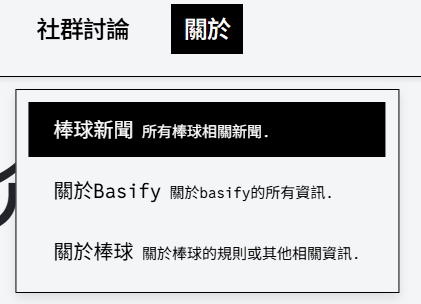 社群討論 關於
棒球新聞 所有棒球相關新聞.
關於Basify 關於basify的所有資訊.
關於棒球 關於棒球的規則或其他相關資訊.